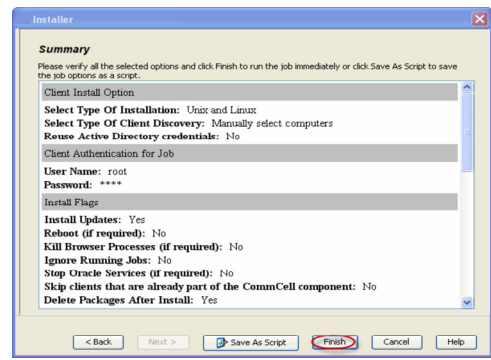 Installer
Summary
Please verify all the selected options and click Finish to run the job immediately or click Save As Script to save
the job options as a script.
Client Install Option
Select Type Of Installation: Unix and Linux
Select Type Of Client Discovery: Manually select computers
Reuse Active Directory credentials: No
Client Authentication for Job
User Name: root
Password: ****
Install Flags
Install Updates: Yes
Reboot (if required): No
Kill Browser Processes (if required): No
Ignore Running Jobs: No
Stop Oracle Services (if required): No
Skip clients that are already part of the CommCell component: No
Delete Packages After Install: Yes
< Back Next > Save As Script Finish Cancel Help